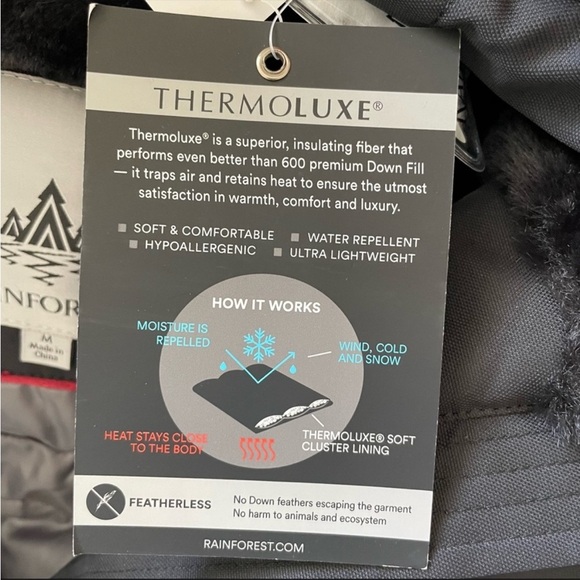 THERMOLUXE®
Thermoluxe® is a superior, insulating fiber that
performs even better than 600 premium Down Fill
— it traps air and retains heat to ensure the utmost
satisfaction in warmth, comfort and luxury.
SOFT & COMFORTABLE
WATER REPELLENT
HYPOALLERGENIC
ULTRA LIGHTWEIGHT
HOW IT WORKS
MOISTURE IS
REPELLED
WIND, COLD
AND SNOW
HEAT STAYS CLOSE
TO THE BODY
THERMOLUXE® SOFT
CLUSTER LINING
FEATHERLESS
No Down feathers escaping the garment
No harm to animals and ecosystem
RAINFOREST.COM
INFOR
M
Made in
China